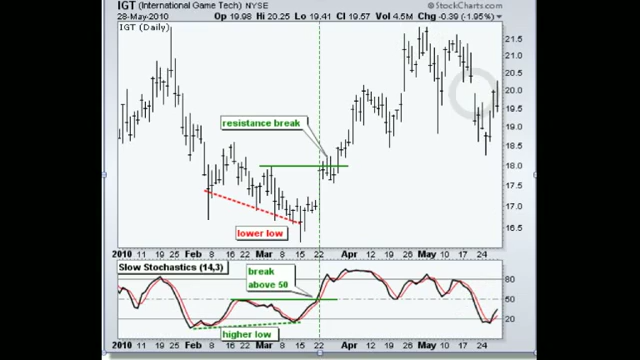 IGT (International Game Tech) NYSE
© StockCharts.com
28-May-2010
Op 19.98 Hi 20.25 Lo 19.41 Cl 19.57 Vol 4.5M Chg -0.39 (-1.95%)
IGT (Daily)
21.5
21.0
20.5
20.0
19.5
19.0
18.5
18.0
17.5
17.0
16.5
resistance break
lower low
2010 11 19 25 Feb 8 16 22 Mar 8 15 22 Apr 12 19 26 May 10 17 24
Slow Stochastics (14,3)
break
above 50
80
50
20
higher low
2010 11 19 25 Feb 8 16 22 Mar 8 15 22 Apr 12 19 26 May 10 17 24